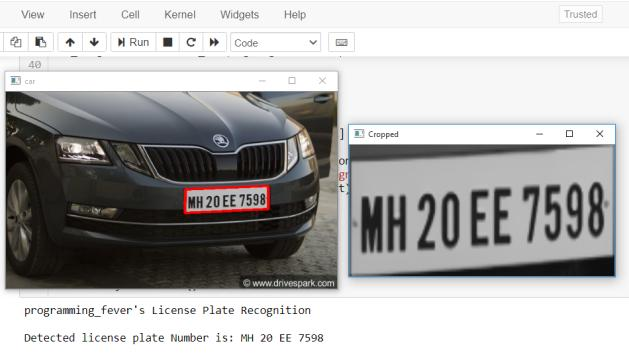 View Insert Cell Kernel Widgets Help Trusted
Run Code
40
car
MH 20 EE 7598
© www.drivespark.com
Cropped
MH 20 EE 7598
programming_fever's License Plate Recognition
Detected license plate Number is: MH 20 EE 7598